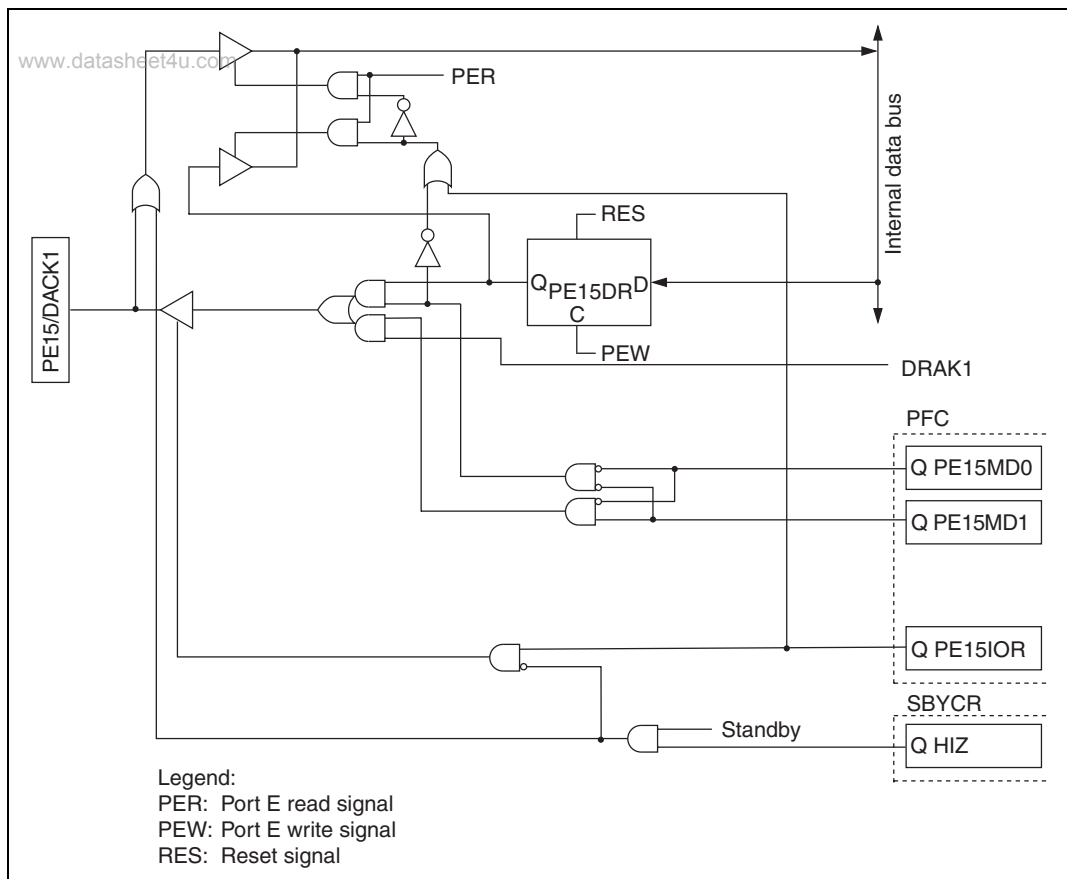 www.datasheet4u.com
PER
Internal data bus
RES
Q PE15DR D
C
PEW
PE15/DACK1
DRAK1
PFC
Q PE15MD0
Q PE15MD1
Q PE15IOR
SBYCR
Standby
Q HIZ
Legend:
PER: Port E read signal
PEW: Port E write signal
RES: Reset signal